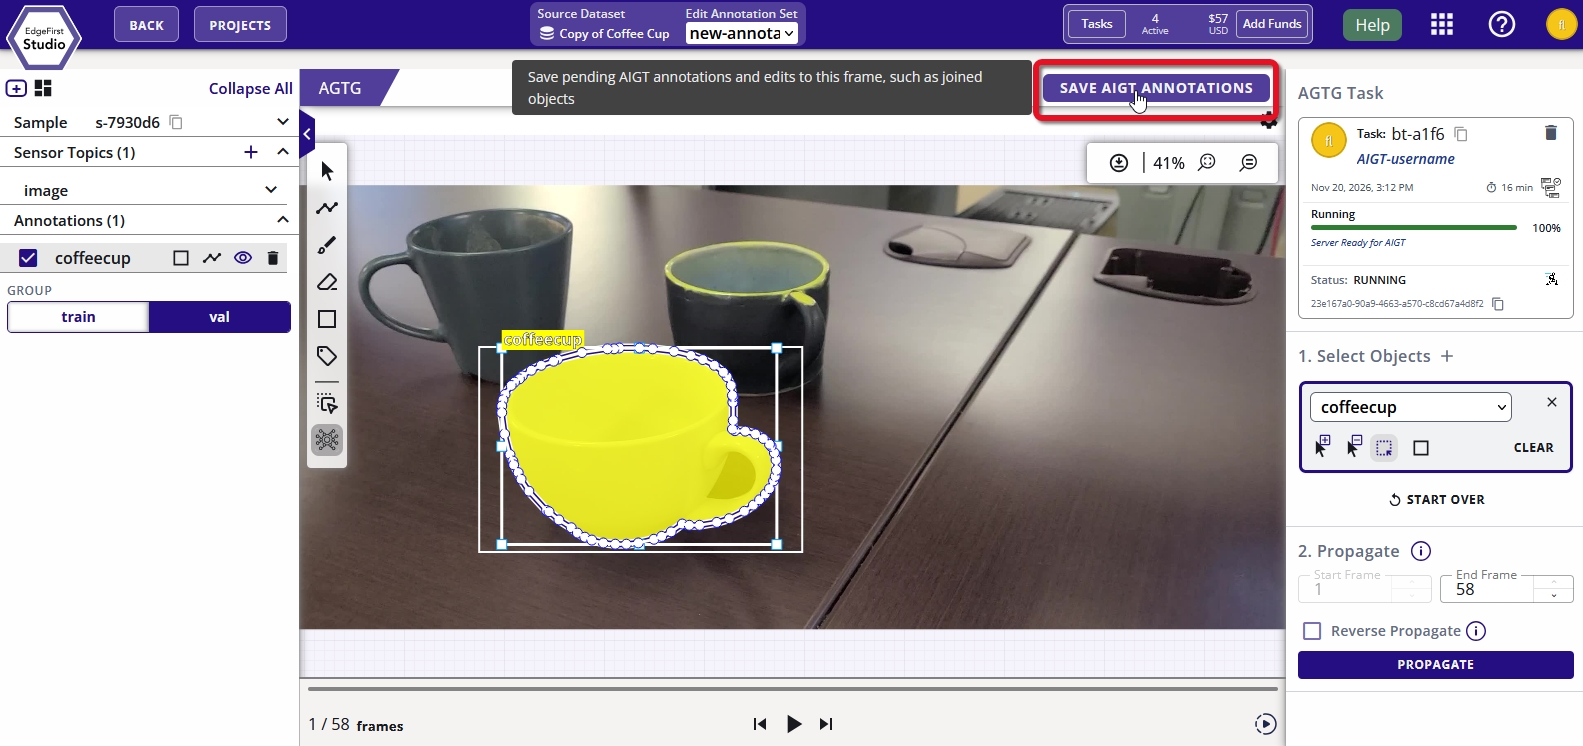 EdgeFirst
Studio
BACK
PROJECTS
Source Dataset
Copy of Coffee Cup
Edit Annotation Set
new-annota
Tasks
4
Active
$57
USD
Add Funds
Help
fl
Collapse All
Sample
s-7930d6
Sensor Topics (1)
image
Annotations (1)
coffeecup
GROUP
train
val
AGTG
Save pending AIGT annotations and edits to this frame, such as joined
objects
SAVE AIGT ANNOTATIONS
41%
coffeecup
1 / 58 frames
AGTG Task
fl
Task: bt-a1f6
AIGT-username
Nov 20, 2026, 3:12 PM
16 min
Running
100%
Server Ready for AIGT
Status: RUNNING
23e167a0-90a9-4663-a570-c8cd67a4d8f2
1. Select Objects
coffeecup
CLEAR
START OVER
2. Propagate
Start Frame
1
End Frame
58
Reverse Propagate
PROPAGATE